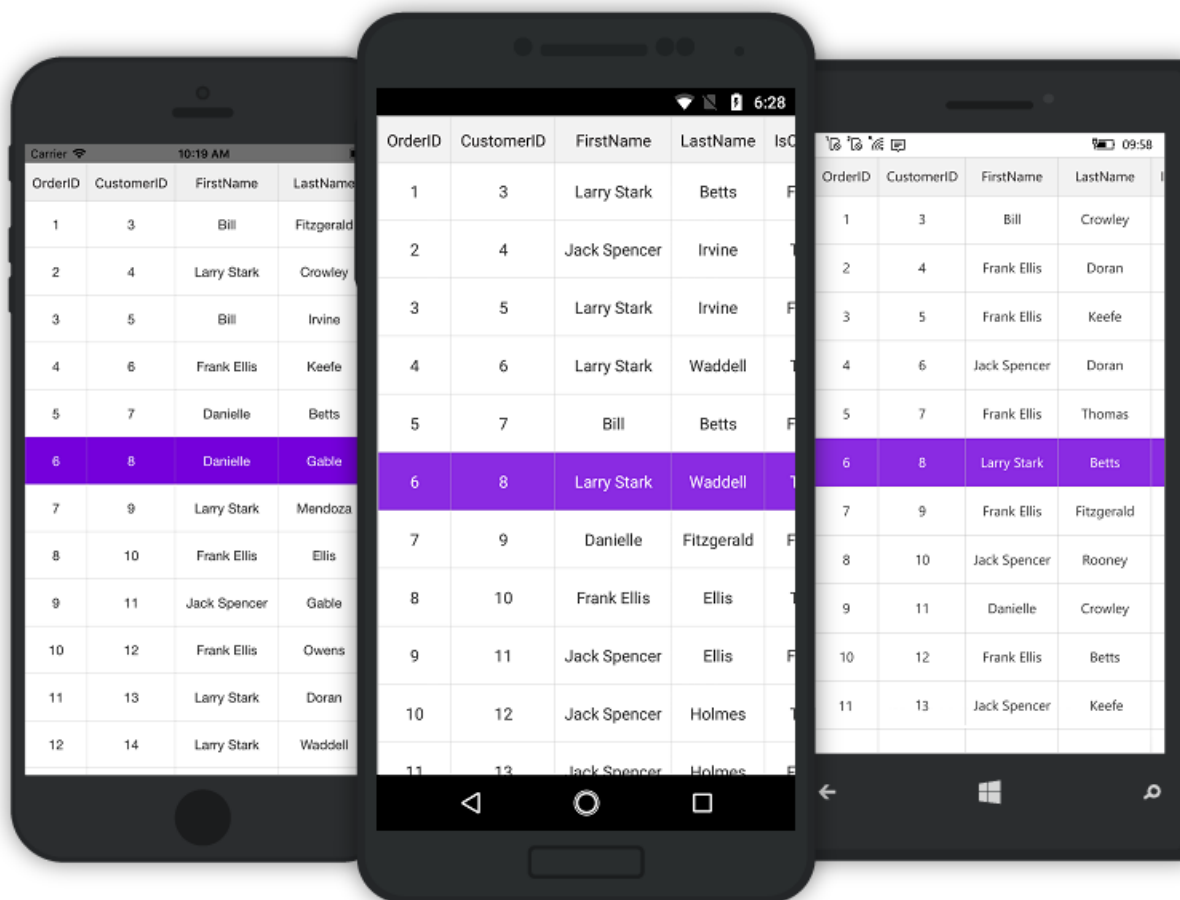 Carrier 10:19 AM
OrderID CustomerID FirstName LastName
1 3 Bill Fitzgerald
2 4 Larry Stark Crowley
3 5 Bill Irvine
4 6 Frank Ellis Keefe
5 7 Danielle Betts
6 8 Danielle Gable
7 9 Larry Stark Mendoza
8 10 Frank Ellis Ellis
9 11 Jack Spencer Gable
10 12 Frank Ellis Owens
11 13 Larry Stark Doran
12 14 Larry Stark Waddell
6:28
OrderID CustomerID FirstName LastName
1 3 Larry Stark Betts
2 4 Jack Spencer Irvine
3 5 Larry Stark Irvine
4 6 Larry Stark Waddell
5 7 Bill Betts
6 8 Larry Stark Waddell
7 9 Danielle Fitzgerald
8 10 Frank Ellis Ellis
9 11 Jack Spencer Ellis
10 12 Jack Spencer Holmes
11 13 Jack Spencer Holmes
09:58
OrderID CustomerID FirstName LastName
1 3 Bill Crowley
2 4 Frank Ellis Doran
3 5 Frank Ellis Keefe
4 6 Jack Spencer Doran
5 7 Frank Ellis Thomas
6 8 Larry Stark Betts
7 9 Frank Ellis Fitzgerald
8 10 Jack Spencer Rooney
9 11 Danielle Crowley
10 12 Frank Ellis Betts
11 13 Jack Spencer Keefe